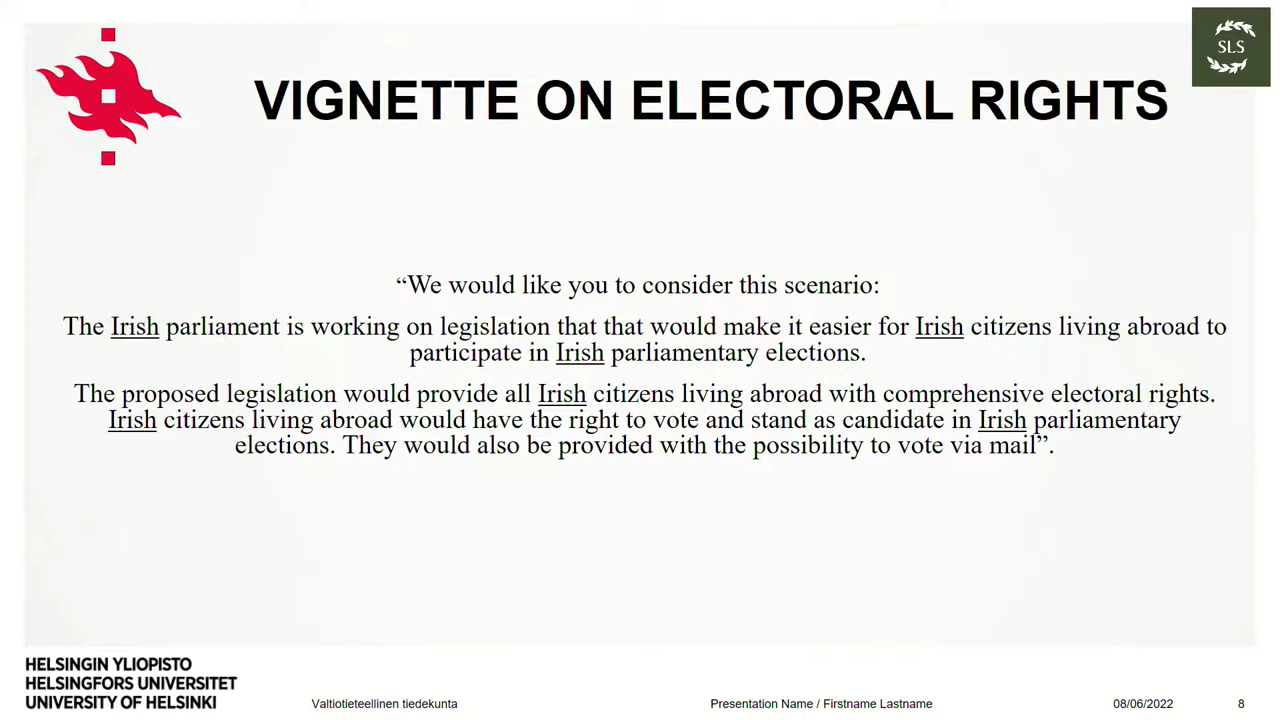 SLS
VIGNETTE ON ELECTORAL RIGHTS
“We would like you to consider this scenario:
The Irish parliament is working on legislation that that would make it easier for Irish citizens living abroad to
participate in Irish parliamentary elections.
The proposed legislation would provide all Irish citizens living abroad with comprehensive electoral rights.
Irish citizens living abroad would have the right to vote and stand as candidate in Irish parliamentary
elections. They would also be provided with the possibility to vote via mail”.
HELSINGIN YLIOPISTO
HELSINGFORS UNIVERSITET
UNIVERSITY OF HELSINKI
Valtiotieteellinen tiedekunta
Presentation Name / Firstname Lastname
08/06/2022
8